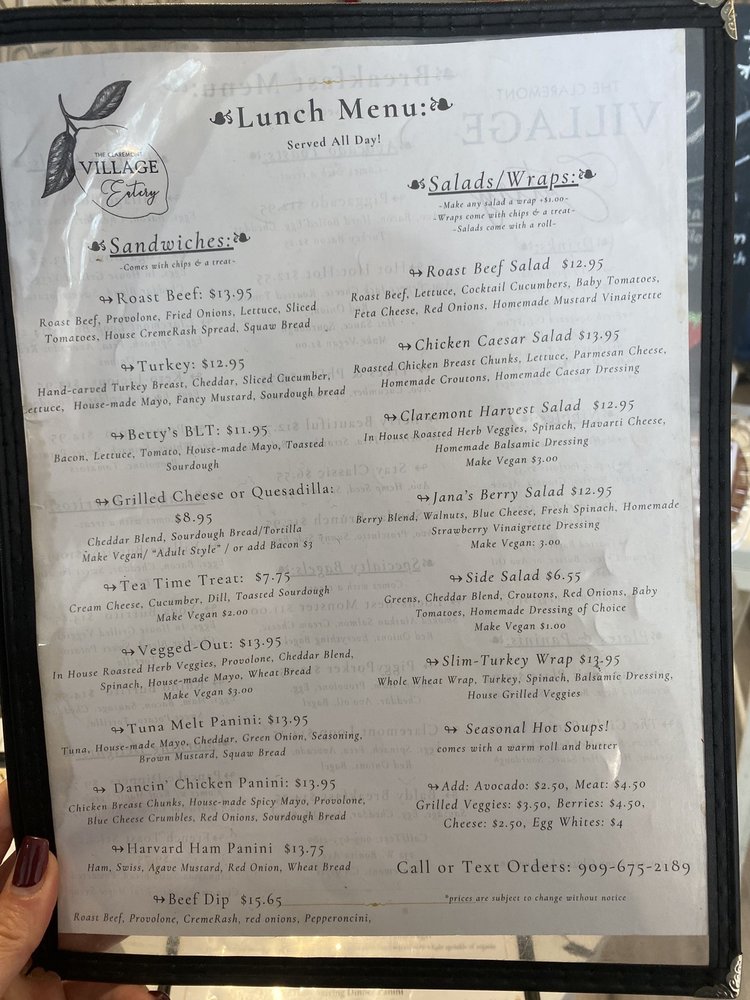 THE CLAREMONT
VILLAGE
Eatery
Lunch Menu:
Served All Day!
Sandwiches:
-Comes with chips & a treat-
Roast Beef: $13.95
Roast Beef, Provolone, Fried Onions, Lettuce, Sliced
Tomatoes, House CremeRash Spread, Squaw Bread
Turkey: $12.95
Hand-carved Turkey Breast, Cheddar, Sliced Cucumber,
Lettuce, House-made Mayo, Fancy Mustard, Sourdough bread
Betty's BLT: $11.95
Bacon, Lettuce, Tomato, House-made Mayo, Toasted
Sourdough
Grilled Cheese or Quesadilla:
$8.95
Cheddar Blend, Sourdough Bread/Tortilla
Make Vegan/ "Adult Style" / or add Bacon $3
Tea Time Treat: $7.75
Cream Cheese, Cucumber, Dill, Toasted Sourdough
Make Vegan $2.00
Vegged-Out: $13.95
In House Roasted Herb Veggies, Provolone, Cheddar Blend,
Spinach, House-made Mayo, Wheat Bread
Make Vegan $3.00
Tuna Melt Panini: $13.95
Tuna, House-made Mayo, Cheddar, Green Onion, Seasoning,
Brown Mustard, Squaw Bread
Dancin' Chicken Panini: $13.95
Chicken Breast Chunks, House-made Spicy Mayo, Provolone,
Blue Cheese Crumbles, Red Onions, Sourdough Bread
Harvard Ham Panini $13.75
Ham, Swiss, Agave Mustard, Red Onion, Wheat Bread
Beef Dip $15.65
Roast Beef, Provolone, CremeRash, red onions, Pepperoncini,
Salads/Wraps:
-Make any salad a wrap +$1.00-
-Wraps come with chips & a treat-
-Salads come with a roll-
Roast Beef Salad $12.95
Roast Beef, Lettuce, Cocktail Cucumbers, Baby Tomatoes,
Feta Cheese, Red Onions, Homemade Mustard Vinaigrette
Chicken Caesar Salad $13.95
Roasted Chicken Breast Chunks, Lettuce, Parmesan Cheese,
Homemade Croutons, Homemade Caesar Dressing
Claremont Harvest Salad $12.95
In House Roasted Herb Veggies, Spinach, Havarti Cheese,
Homemade Balsamic Dressing
Make Vegan $3.00
Jana's Berry Salad $12.95
Berry Blend, Walnuts, Blue Cheese, Fresh Spinach, Homemade
Strawberry Vinaigrette Dressing
Make Vegan: 3.00
Side Salad $6.55
Greens, Cheddar Blend, Croutons, Red Onions, Baby
Tomatoes, Homemade Dressing of Choice
Make Vegan $1.00
Slim-Turkey Wrap $13.95
Whole Wheat Wrap, Turkey, Spinach, Balsamic Dressing,
House Grilled Veggies
Seasonal Hot Soups!
comes with a warm roll and butter
Add: Avocado: $2.50, Meat: $4.50
Grilled Veggies: $3.50, Berries: $4.50,
Cheese: $2.50, Egg Whites: $4
Call or Text Orders: 909-675-2189
*prices are subject to change without notice